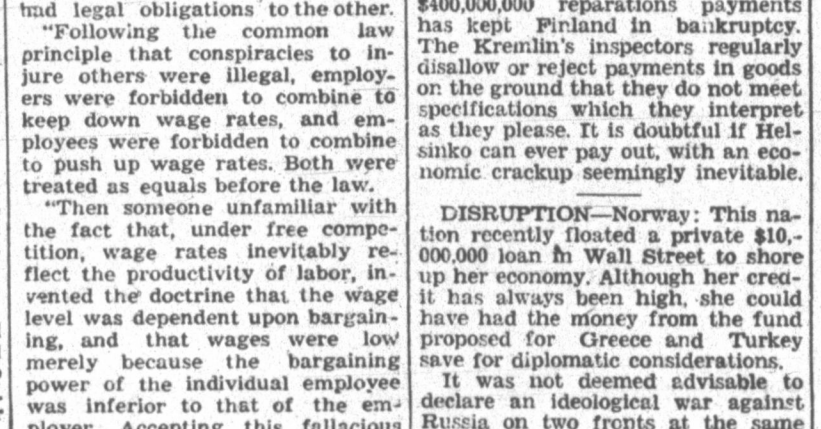 had legal obligations to the other.
"Following the common law
principle that conspiracies to in-
jure others were illegal, employ-
ers were forbidden to combine to
keep down wage rates, and em-
ployees were forbidden to combine
to push up wage rates. Both were
treated as equals before the law.
"Then someone unfamiliar with
the fact that, under free compe-
tition, wage rates inevitably re-
flect the productivity of labor, in-
vented the doctrine that the wage
level was dependent upon bargain-
ing, and that wages were low
merely because the bargaining
power of the individual employee
was inferior to that of the em-
ployer. Accepting this fallacious
$400,000,000 reparations payments
has kept Finland in bankruptcy.
The Kremlin's inspectors regularly
disallow or reject payments in goods
on the ground that they do not meet
specifications which they interpret
as they please. It is doubtful if Hel-
sinko can ever pay out, with an eco-
nomic crackup seemingly inevitable.
DISRUPTION—Norway: This na-
tion recently floated a private $10,-
000,000 loan in Wall Street to shore
up her economy. Although her cred-
it has always been high, she could
have had the money from the fund
proposed for Greece and Turkey
save for diplomatic considerations.
It was not deemed advisable to
declare an ideological war against
Russia on two fronts at the same